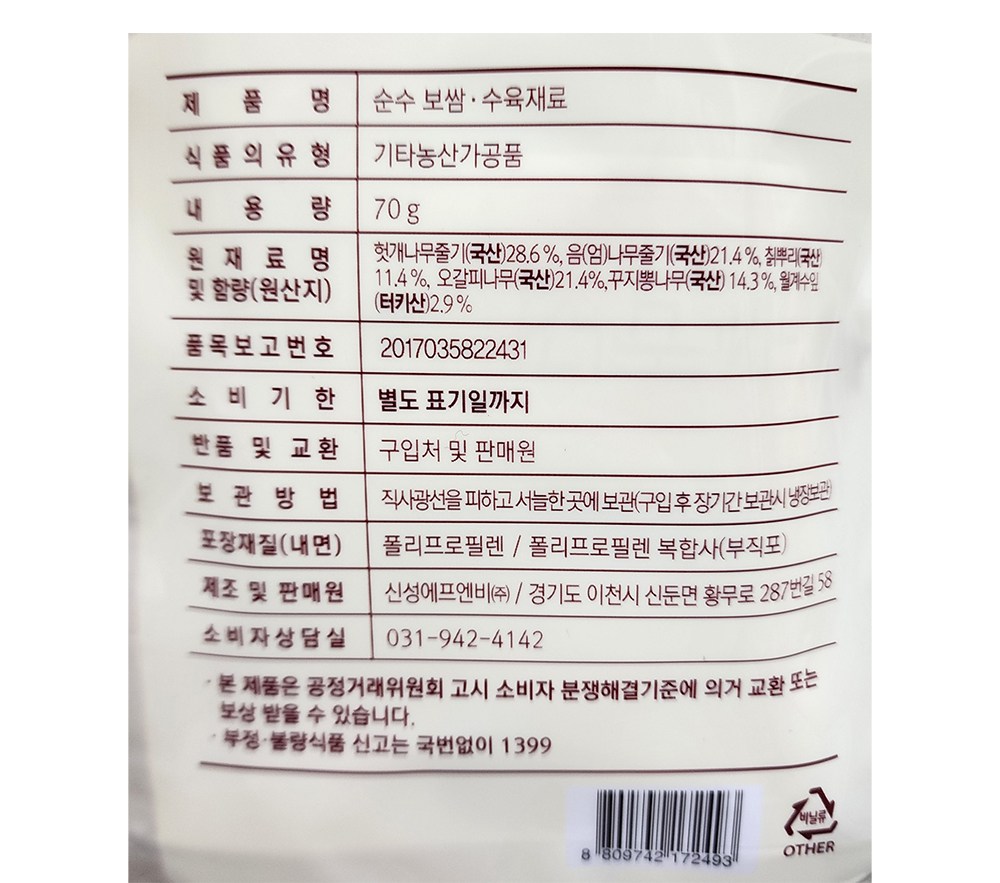 제 품 명 순수 보쌈·수육재료
식품의유형 기타농산가공품
내 용 량 70 g
원 재 료 명 헛개나무줄기(국산)28.6%, 음(엄)나무줄기(국산)21.4%, 칡뿌리(국산)
및 함량(원산지) 11.4%, 오갈피나무(국산)21.4%,꾸지뽕나무(국산) 14.3%, 월계수잎
(터키산)2.9%
품목보고번호 2017035822431
소 비 기 한 별도 표기일까지
반품 및 교환 구입처 및 판매원
보 관 방 법 직사광선을 피하고 서늘한 곳에 보관(구입 후 장기간 보관시 냉장보관)
포장재질(내면) 폴리프로필렌 / 폴리프로필렌 복합사(부직포)
제조 및 판매원 신성에프엔비㈜ / 경기도 이천시 신둔면 황무로 287번길 58
소비자상담실 031-942-4142
· 본 제품은 공정거래위원회 고시 소비자 분쟁해결기준에 의거 교환 또는
보상 받을 수 있습니다.
· 부정·불량식품 신고는 국번없이 1399
비닐류
OTHER
8 809742 172493